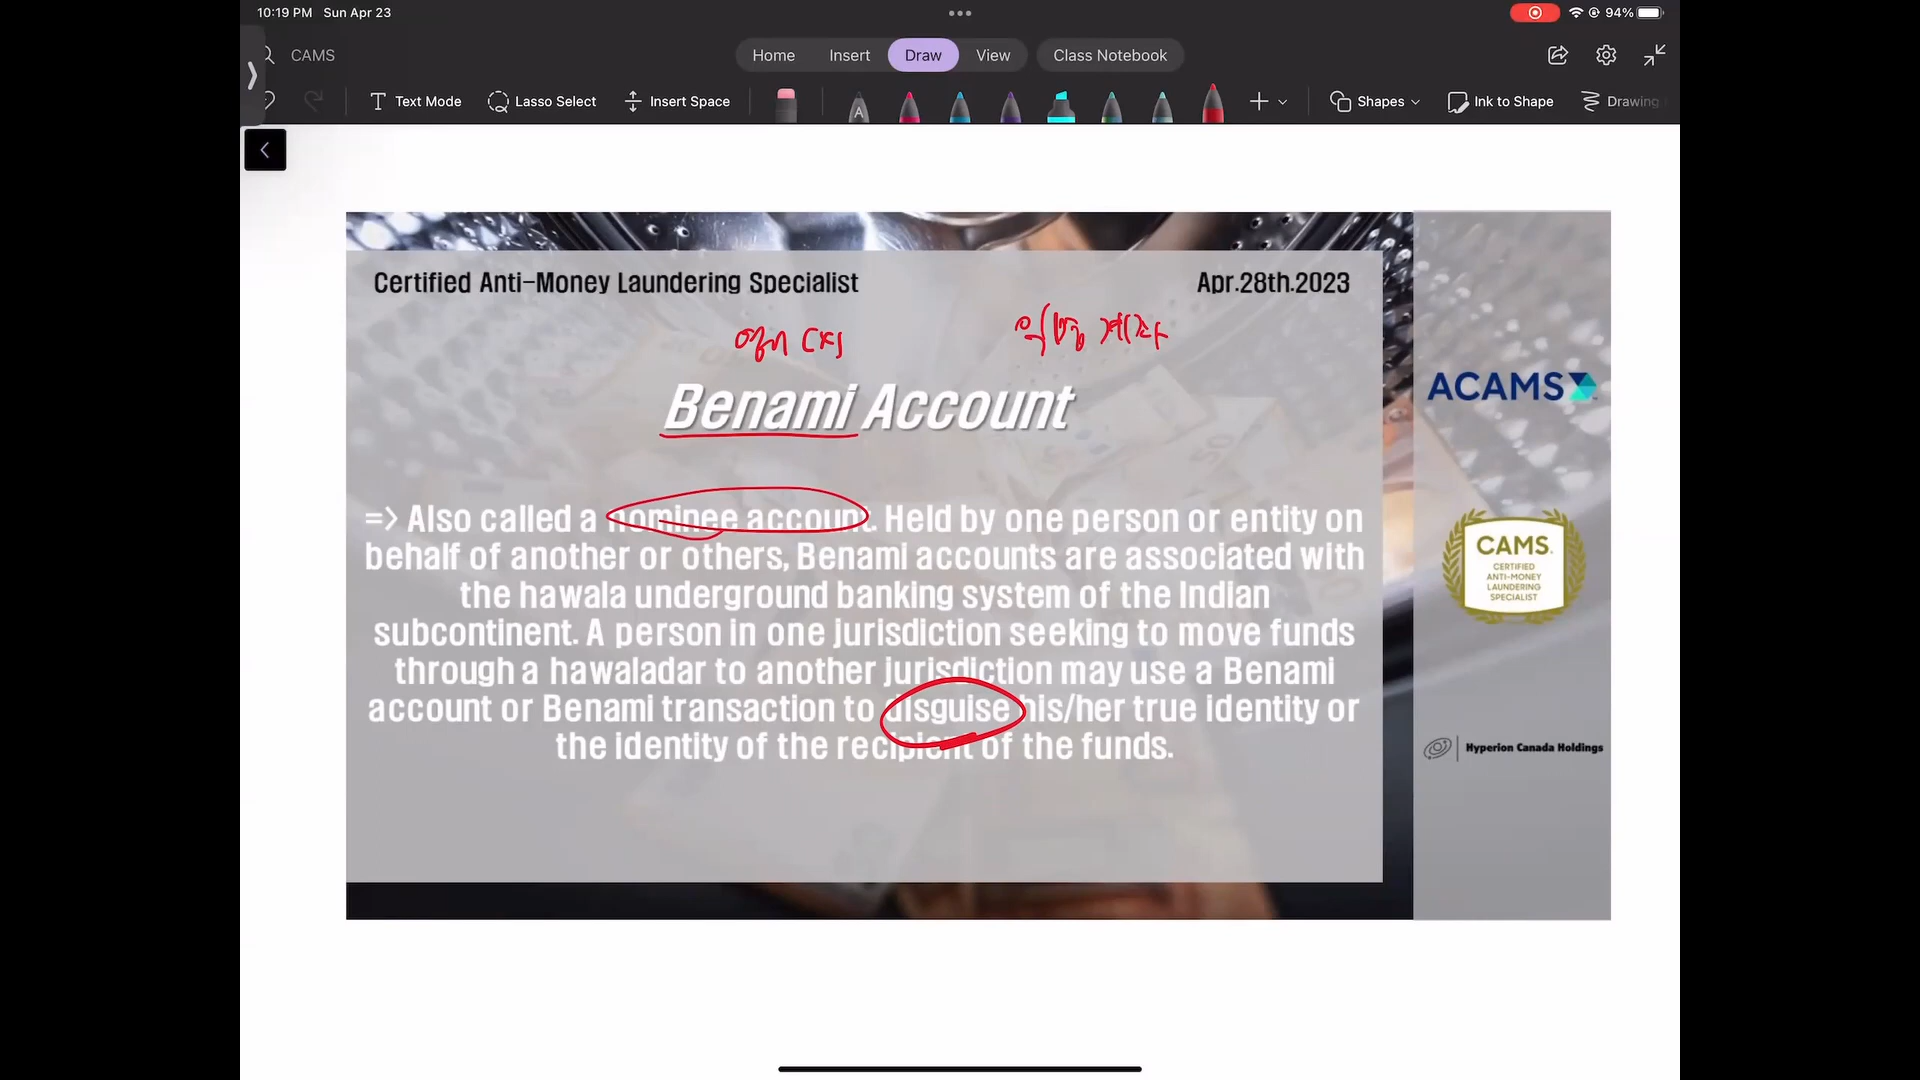 10:19 PM Sun Apr 23
94%
CAMS
Home Insert Draw View Class Notebook
Text Mode Lasso Select Insert Space A Shapes Ink to Shape Drawing
Certified Anti-Money Laundering Specialist Apr.28th.2023
익명 계좌
Benami Account
=> Also called a nominee account. Held by one person or entity on
behalf of another or others, Benami accounts are associated with
the hawala underground banking system of the Indian
subcontinent. A person in one jurisdiction seeking to move funds
through a hawaladar to another jurisdiction may use a Benami
account or Benami transaction to disguise his/her true identity or
the identity of the recipient of the funds.
ACAMS
CAMS
CERTIFIED
ANTI-MONEY
LAUNDERING
SPECIALIST
Hyperion Canada Holdings